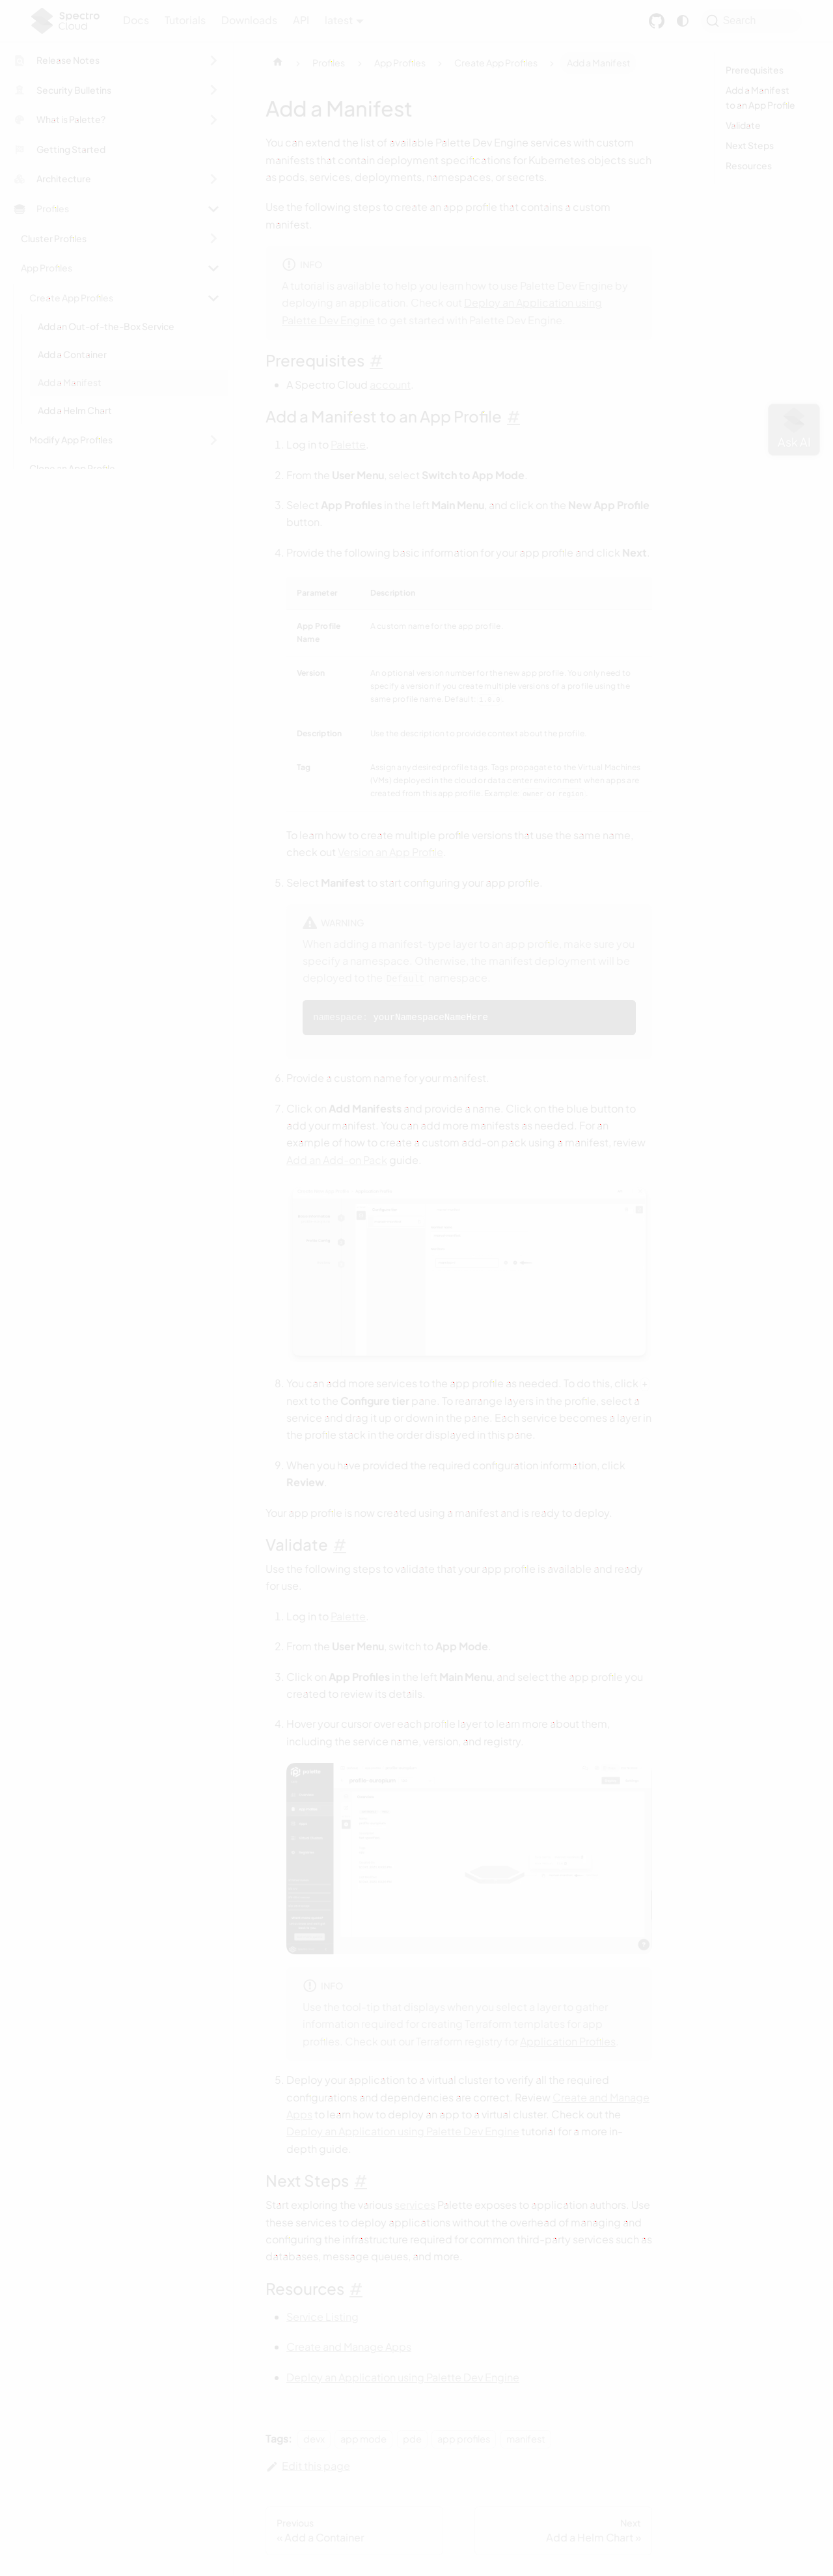 Spectro Cloud
Docs
Tutorials
Downloads
API
latest
Search
Release Notes
Security Bulletins
What is Palette?
Getting Started
Architecture
Profiles
Cluster Profiles
App Profiles
Create App Profiles
Add an Out-of-the-Box Service
Add a Container
Add a Manifest
Add a Helm Chart
Modify App Profiles
Clone an App Profile
Profiles
App Profiles
Create App Profiles
Add a Manifest
Add a Manifest
You can extend the list of available Palette Dev Engine services with custom
manifests that contain deployment specifications for Kubernetes objects such
as pods, services, deployments, namespaces, or secrets.
Use the following steps to create an app profile that contains a custom
manifest.
INFO
A tutorial is available to help you learn how to use Palette Dev Engine by
deploying an application. Check out Deploy an Application using
Palette Dev Engine to get started with Palette Dev Engine.
Prerequisites #
A Spectro Cloud account.
Add a Manifest to an App Profile #
1. Log in to Palette.
2. From the User Menu, select Switch to App Mode.
3. Select App Profiles in the left Main Menu, and click on the New App Profile
button.
4. Provide the following basic information for your app profile and click Next.
Parameter Description
App Profile A custom name for the app profile.
Name
Version An optional version number for the new app profile. You only need to
specify a version if you create multiple versions of a profile using the
same profile name. Default: 1.0.0.
Description Use the description to provide context about the profile.
Tag Assign any desired profile tags. Tags propagate to the Virtual Machines
(VMs) deployed in the cloud or data center environment when apps are
created from this app profile. Example: owner or region.
To learn how to create multiple profile versions that use the same name,
check out Version an App Profile.
5. Select Manifest to start configuring your app profile.
WARNING
When adding a manifest-type layer to an app profile, make sure you
specify a namespace. Otherwise, the manifest deployment will be
deployed to the Default namespace.
namespace: yourNamespaceNameHere
6. Provide a custom name for your manifest.
7. Click on Add Manifests and provide a name. Click on the blue button to
add your manifest. You can add more manifests as needed. For an
example of how to create a custom add-on pack using a manifest, review
Add an Add-on Pack guide.
8. You can add more services to the app profile as needed. To do this, click +
next to the Configure tier pane. To rearrange layers in the profile, select a
service and drag it up or down in the pane. Each service becomes a layer in
the profile stack in the order displayed in this pane.
9. When you have provided the required configuration information, click
Review.
Your app profile is now created using a manifest and is ready to deploy.
Validate #
Use the following steps to validate that your app profile is available and ready
for use.
1. Log in to Palette.
2. From the User Menu, switch to App Mode.
3. Click on App Profiles in the left Main Menu, and select the app profile you
created to review its details.
4. Hover your cursor over each profile layer to learn more about them,
including the service name, version, and registry.
INFO
Use the tool-tip that displays when you select a layer to gather
information required for creating Terraform templates for app
profiles. Check out our Terraform registry for Application Profiles.
5. Deploy your application to a virtual cluster to verify all the required
configurations and dependencies are correct. Review Create and Manage
Apps to learn how to deploy an app to a virtual cluster. Check out the
Deploy an Application using Palette Dev Engine tutorial for a more in-
depth guide.
Next Steps #
Start exploring the various services Palette exposes to application authors. Use
these services to deploy applications without the overhead of managing and
configuring the infrastructure required for common third-party services such as
databases, message queues, and more.
Resources #
Service Listing
Create and Manage Apps
Deploy an Application using Palette Dev Engine
Tags: devx app mode pde app profiles manifest
Edit this page
Previous
« Add a Container
Next
Add a Helm Chart »
Prerequisites
Add a Manifest
to an App Profile
Validate
Next Steps
Resources
Ask AI